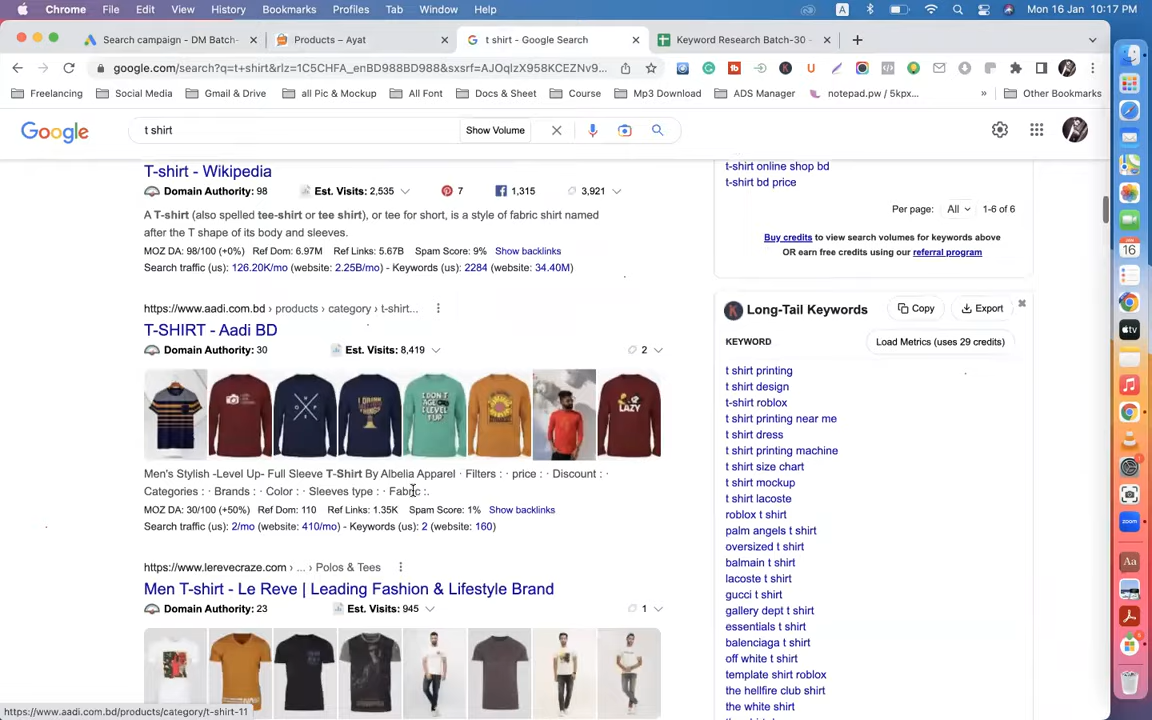 Chrome File Edit View History Bookmarks Profiles Tab Window Help A Mon 16 Jan 10:17 PM
Search campaign - DM Batch- Products – Ayat t shirt - Google Search Keyword Research Batch-30 -
google.com/search?q=t+shirt&rlz=1C5CHFA_enBD988BD988&sxsrf=AJOqlzX958KCEZNv9...
Freelancing Social Media Gmail & Drive all Pic & Mockup All Font Docs & Sheet Course Mp3 Download ADS Manager notepad.pw / 5kpx... » Other Bookmarks
Google t shirt Show Volume
T-shirt - Wikipedia
Domain Authority: 98 Est. Visits: 2,535 7 1,315 3,921
A T-shirt (also spelled tee-shirt or tee shirt), or tee for short, is a style of fabric shirt named
after the T shape of its body and sleeves.
MOZ DA: 98/100 (+0%) Ref Dom: 6.97M Ref Links: 5.67B Spam Score: 9% Show backlinks
Search traffic (us): 126.20K/mo (website: 2.25B/mo) - Keywords (us): 2284 (website: 34.40M)
https://www.aadi.com.bd › products › category › t-shirt...
T-SHIRT - Aadi BD
Domain Authority: 30 Est. Visits: 8,419 2
HOPE
I DON'T
AGE
I LEVEL
UP
LAZY
Men's Stylish -Level Up- Full Sleeve T-Shirt By Albelia Apparel · Filters : · price : · Discount : ·
Categories : · Brands : · Color : · Sleeves type : · Fabric :.
MOZ DA: 30/100 (+50%) Ref Dom: 110 Ref Links: 1.35K Spam Score: 1% Show backlinks
Search traffic (us): 2/mo (website: 410/mo) - Keywords (us): 2 (website: 160)
https://www.lerevecraze.com › ... › Polos & Tees
Men T-shirt - Le Reve | Leading Fashion & Lifestyle Brand
Domain Authority: 23 Est. Visits: 945 1
https://www.aadi.com.bd/products/category/t-shirt-11
t-shirt online shop bd
t-shirt bd price
Per page: All 1-6 of 6
Buy credits to view search volumes for keywords above
OR earn free credits using our referral program
K Long-Tail Keywords Copy Export
KEYWORD Load Metrics (uses 29 credits)
t shirt printing
t shirt design
t-shirt roblox
t shirt printing near me
t shirt dress
t shirt printing machine
t shirt size chart
t shirt mockup
t shirt lacoste
roblox t shirt
palm angels t shirt
oversized t shirt
balmain t shirt
lacoste t shirt
gucci t shirt
gallery dept t shirt
essentials t shirt
balenciaga t shirt
off white t shirt
template shirt roblox
the hellfire club shirt
the white shirt
16
tv
zoom
Aa